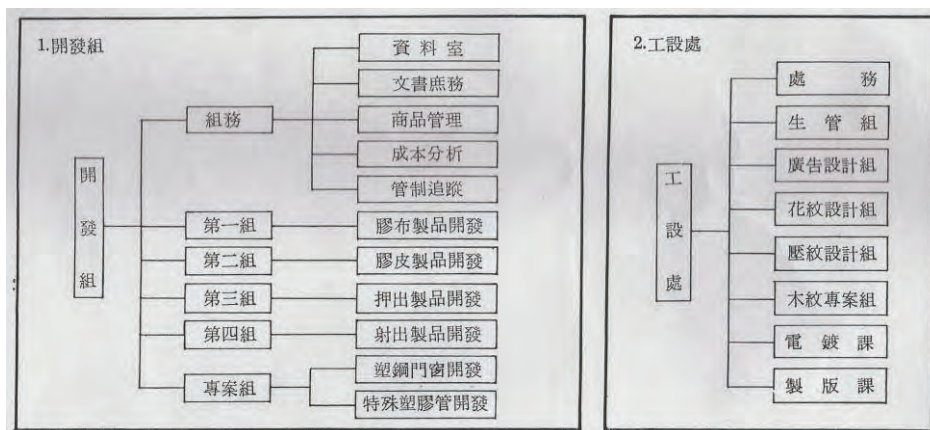 1.開發組
開發組
組務
資料室
文書庶務
商品管理
成本分析
管制追蹤
第一組
膠布製品開發
第二組
膠皮製品開發
第三組
押出製品開發
第四組
射出製品開發
專案組
塑鋼門窗開發
特殊塑膠管開發
2.工設處
工設處
處務
生管組
廣告設計組
花紋設計組
壓紋設計組
木紋專案組
電鍍課
製版課